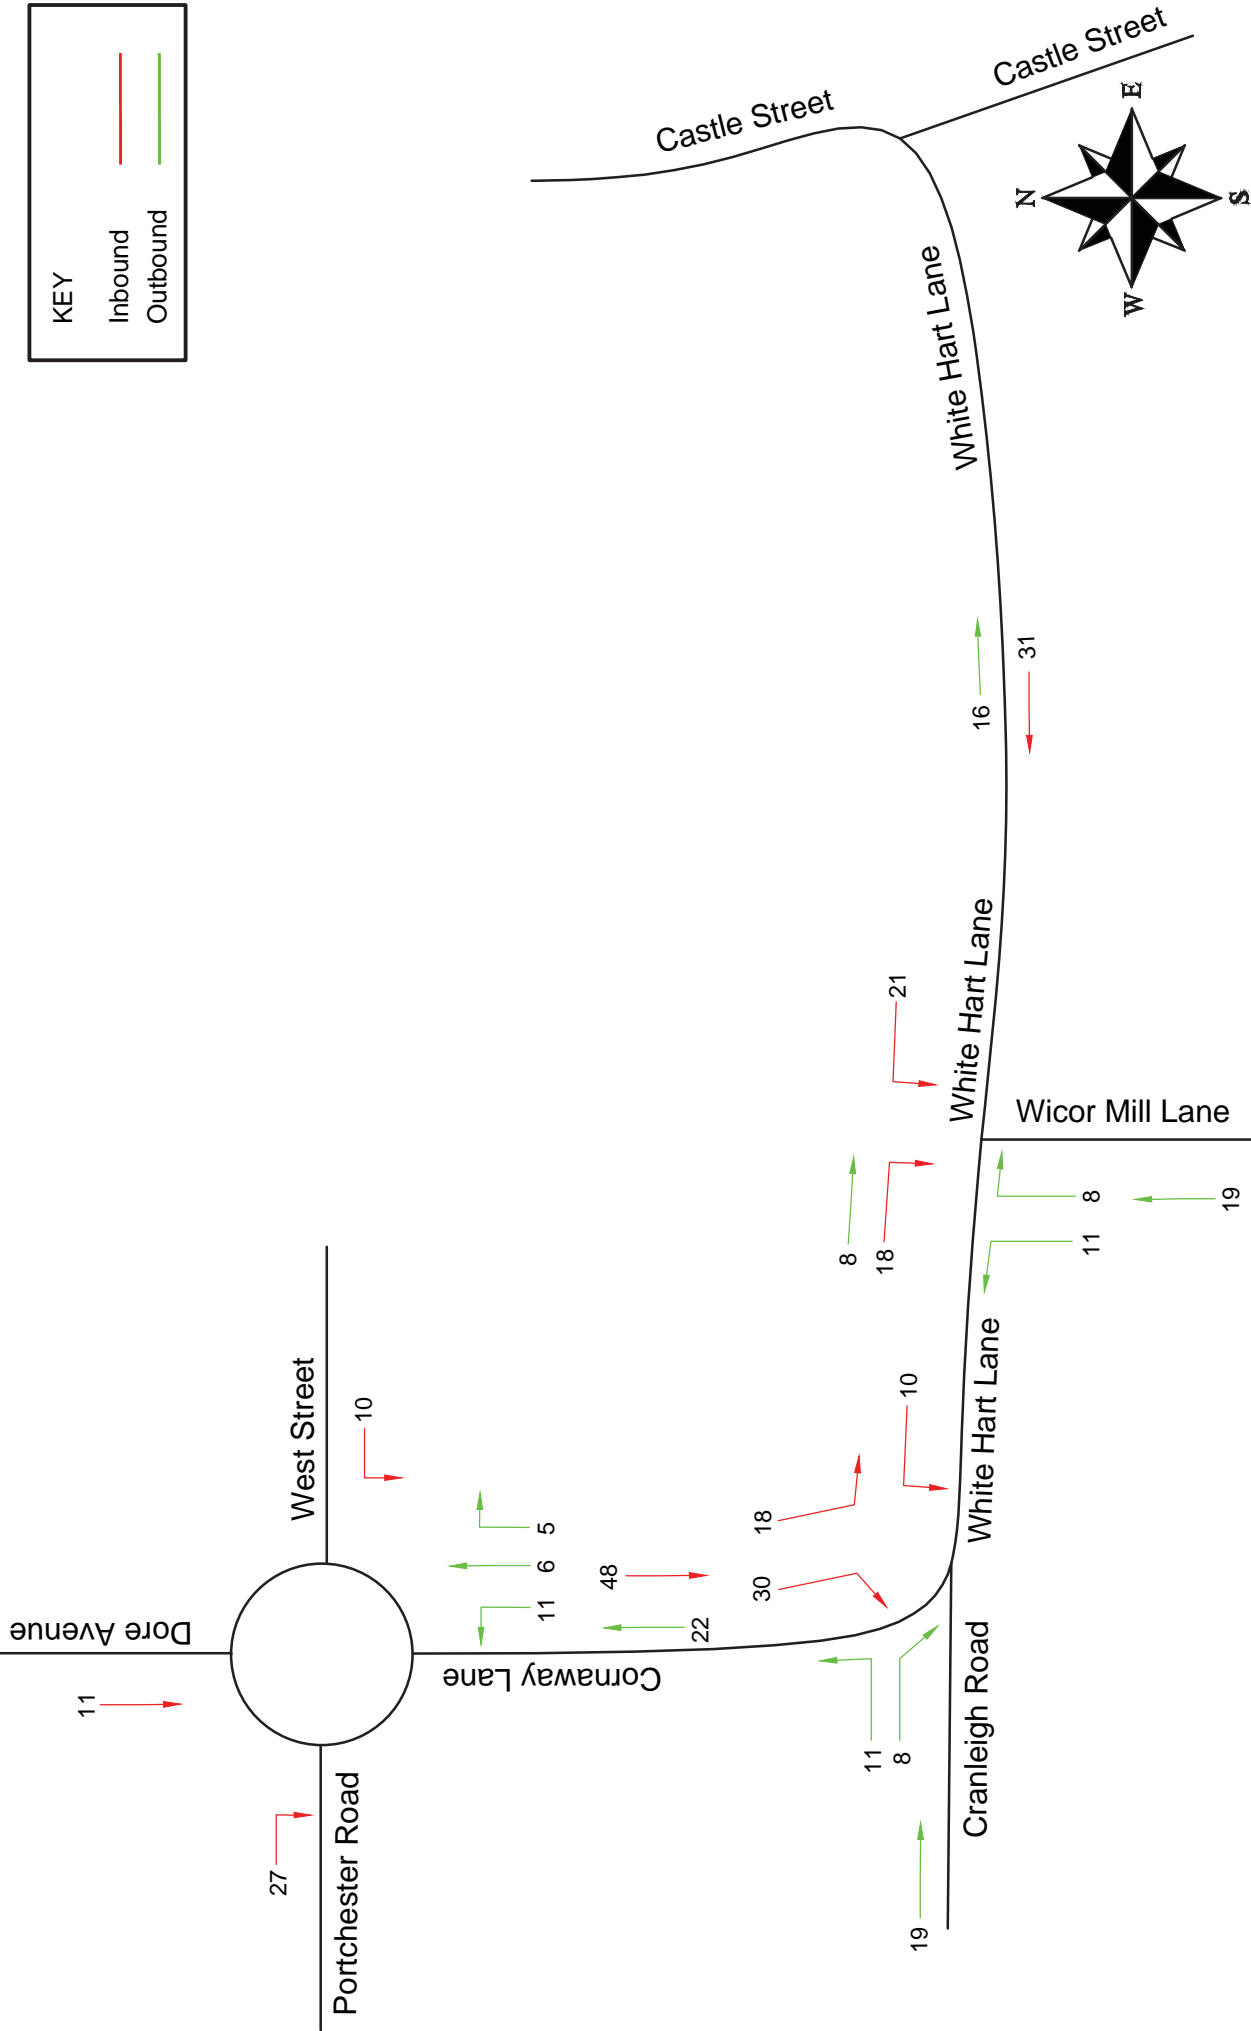 KEY
Inbound
Outbound
Castle Street
Castle Street
N
E
S
W
White Hart Lane
16
31
21
White Hart Lane
Wicor Mill Lane
8
18
8
11
19
West Street
10
10
White Hart Lane
5
6
11
48
22
18
30
Dore Avenue
11
Cornaway Lane
27
Portchester Road
11
8
19
Cranleigh Road